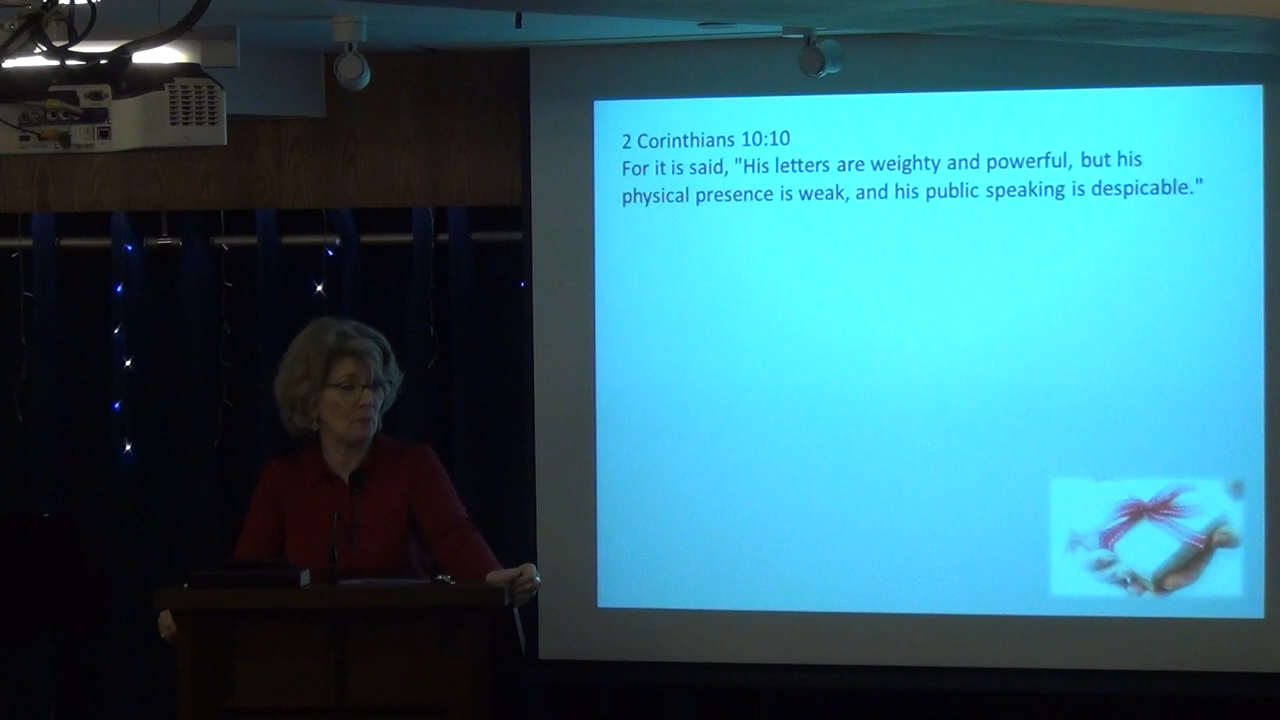 2 Corinthians 10:10
For it is said, "His letters are weighty and powerful, but his
physical presence is weak, and his public speaking is despicable."